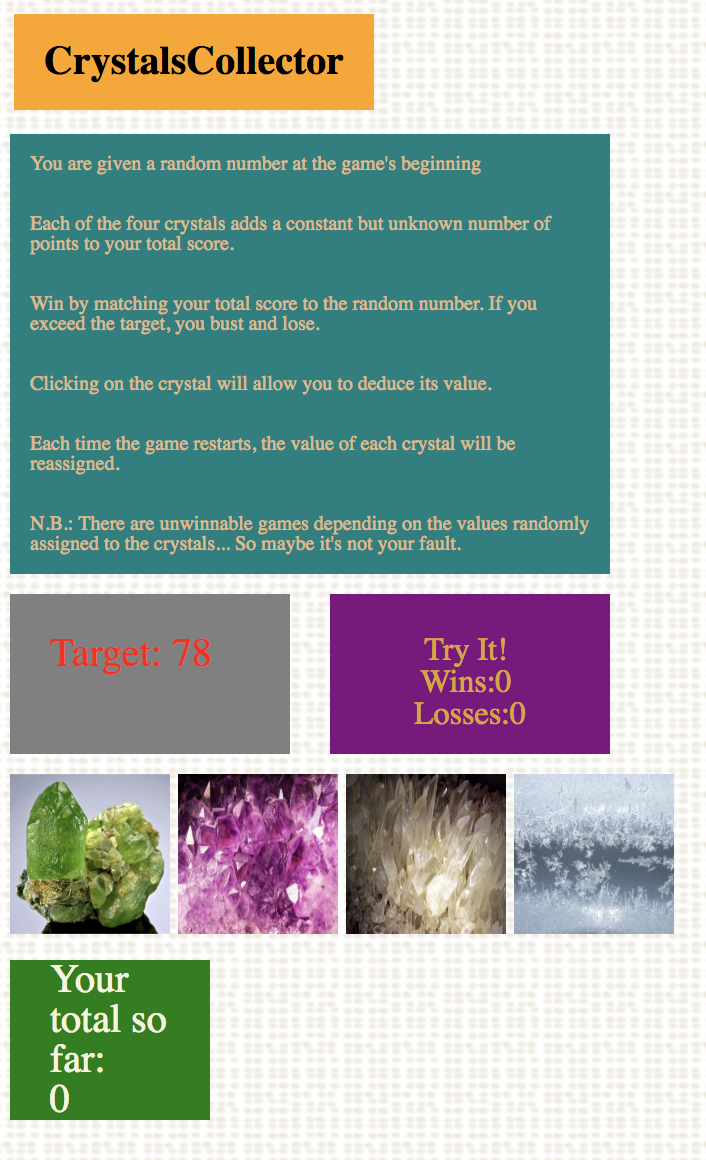 CrystalsCollector
You are given a random number at the game's beginning
Each of the four crystals adds a constant but unknown number of
points to your total score.
Win by matching your total score to the random number. If you
exceed the target, you bust and lose.
Clicking on the crystal will allow you to deduce its value.
Each time the game restarts, the value of each crystal will be
reassigned.
N.B.: There are unwinnable games depending on the values randomly
assigned to the crystals... So maybe it's not your fault.
Target: 78
Try It!
Wins:0
Losses:0
Your
total so
far:
0